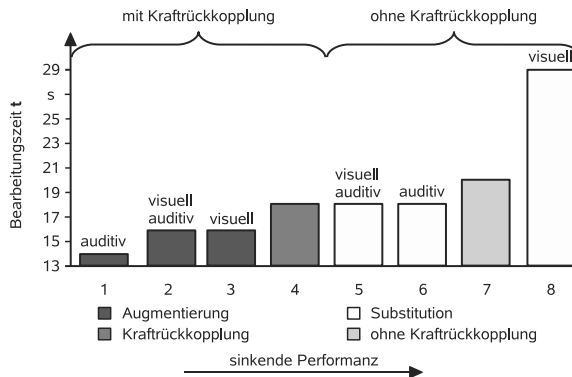 mit Kraftrückkopplung ohne Kraftrückkopplung
Bearbeitungszeit t
29
s
25
23
21
19
17
15
13
auditiv
visuell
auditiv
visuell
visuell
auditiv
auditiv
visuell
1 2 3 4 5 6 7 8
Augmentierung Substitution
Kraftrückkopplung ohne Kraftrückkopplung
sinkende Performanz